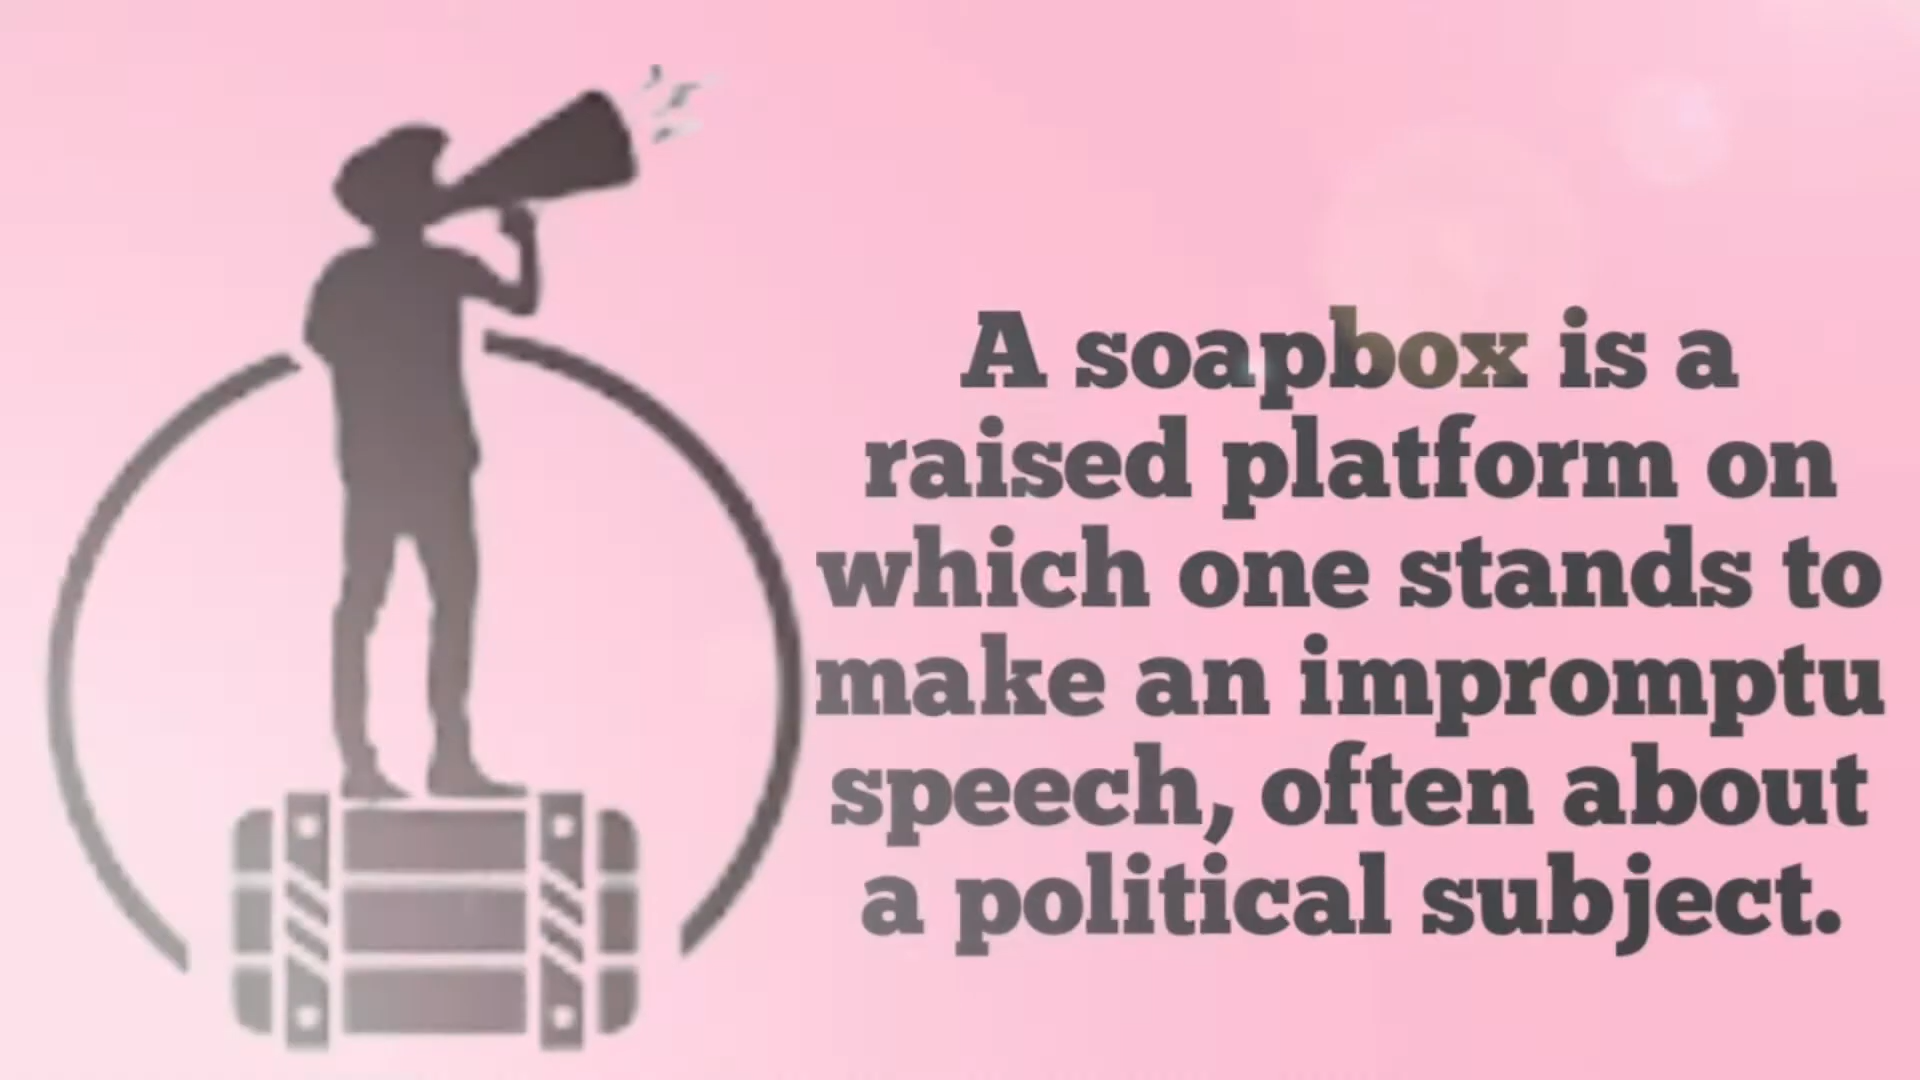 A soapbox is a
raised platform on
which one stands to
make an impromptu
speech, often about
a political subject.